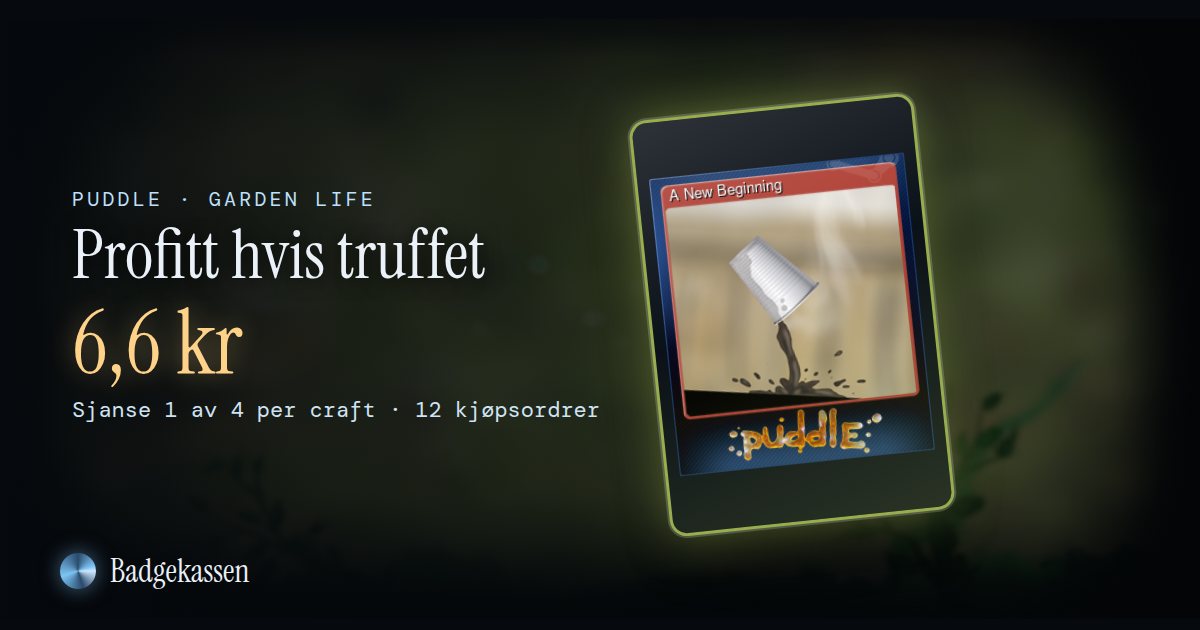 PUDDLE · GARDEN LIFE
Profitt hvis truffet
6,6 kr
Sjanse 1 av 4 per craft · 12 kjøpsordrer
A New Beginning
puddlE
Badgekassen